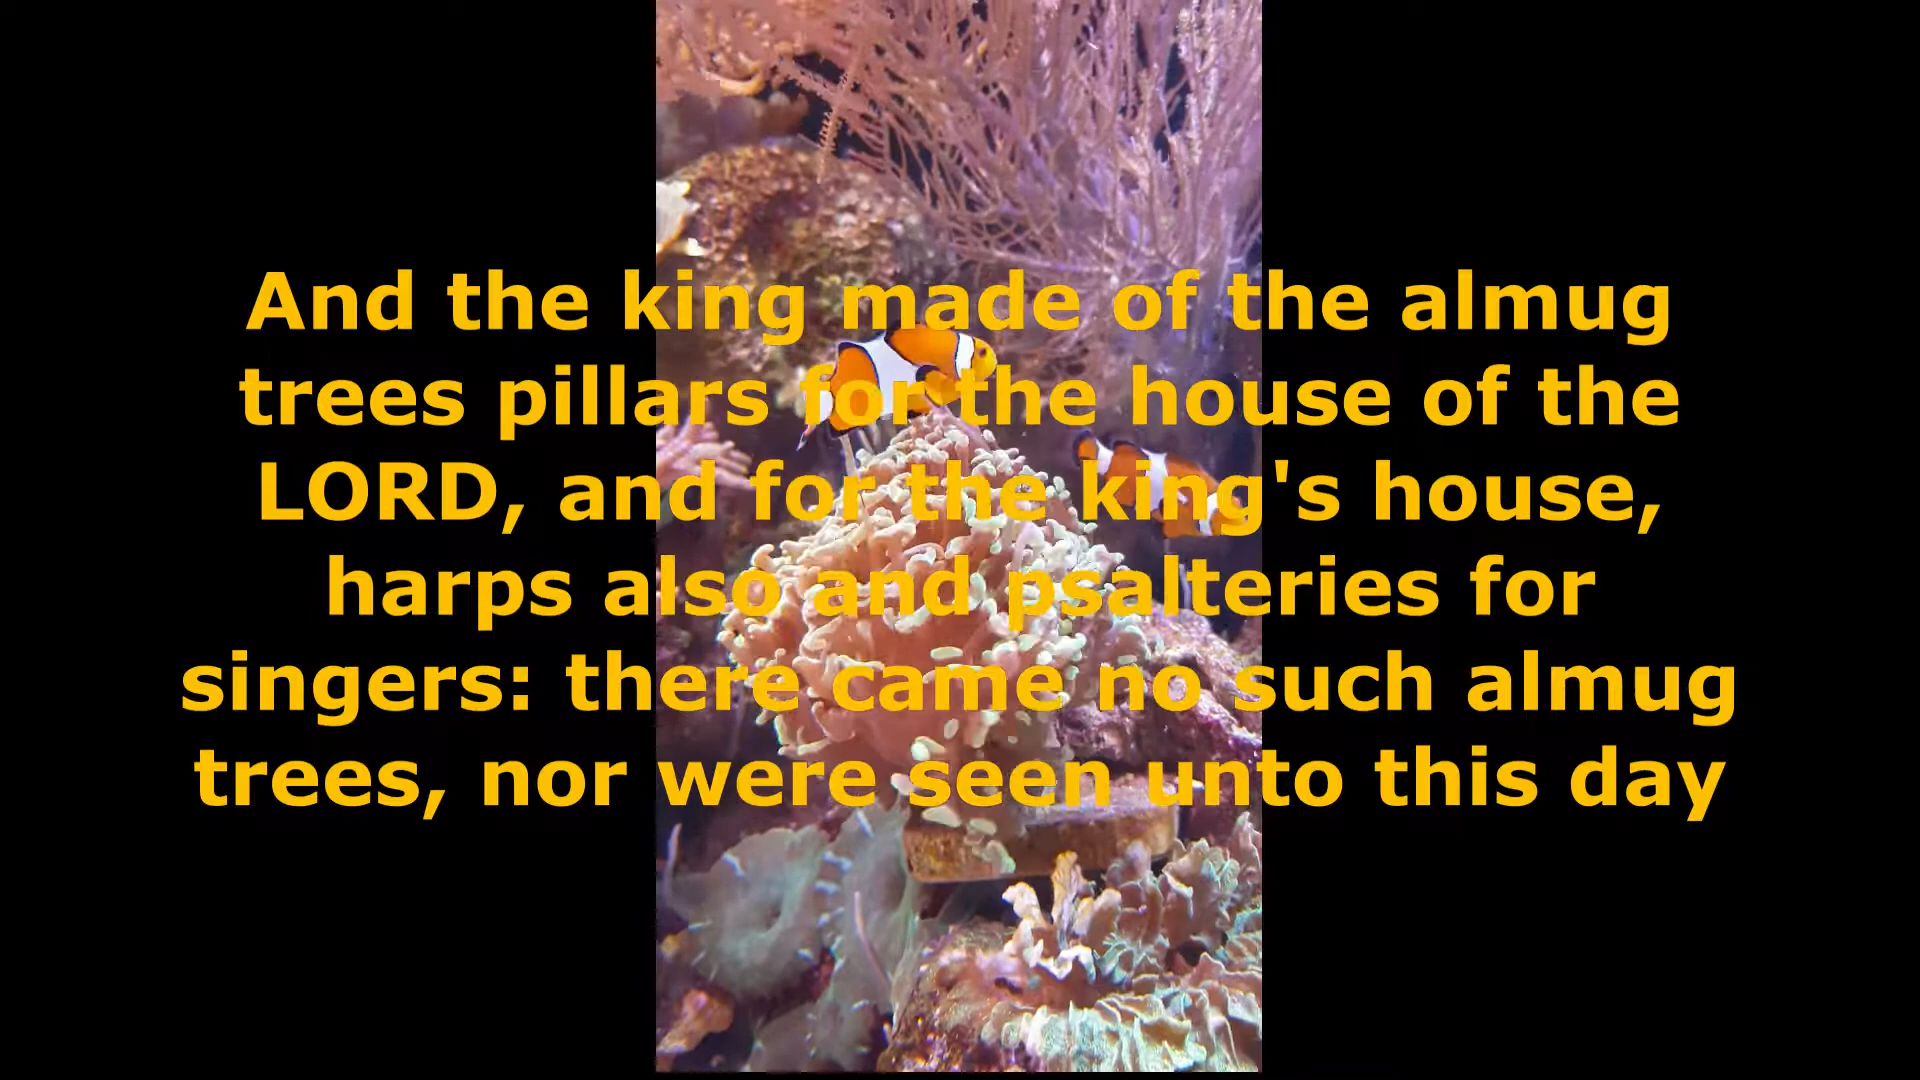 And the king made of the almug
trees pillars for the house of the
LORD, and for the king's house,
harps also and psalteries for
singers: there came no such almug
trees, nor were seen unto this day